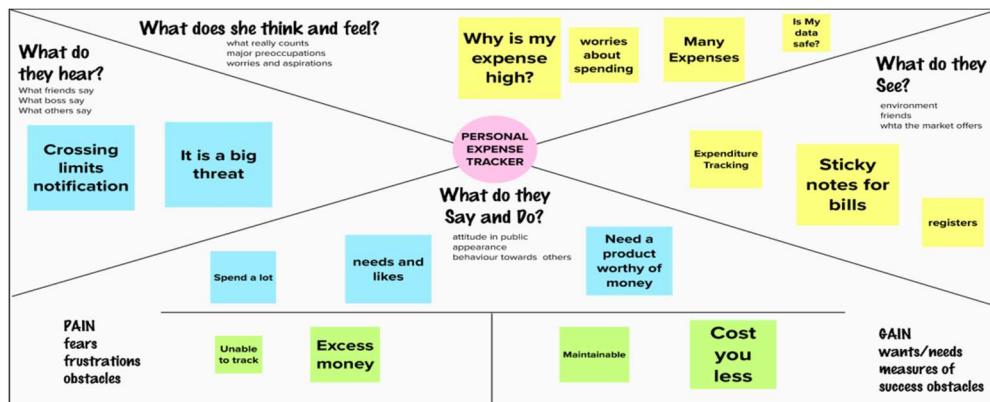 What does she think and feel?
what really counts
major preoccupations
worries and aspirations
Why is my
expense
high?
worries
about
spending
Many
Expenses
Is My
data
safe?
What do
they hear?
What friends say
What boss say
What others say
Crossing
limits
notification
It is a big
threat
PERSONAL
EXPENSE
TRACKER
What do they
See?
environment
friends
whta the market offers
Expenditure
Tracking
Sticky
notes for
bills
registers
What do they
Say and Do?
attitude in public
appearance
behaviour towards others
Spend a lot
needs and
likes
Need a
product
worthy of
money
PAIN
fears
frustrations
obstacles
Unable
to track
Excess
money
Maintainable
Cost
you
less
GAIN
wants/needs
measures of
success obstacles